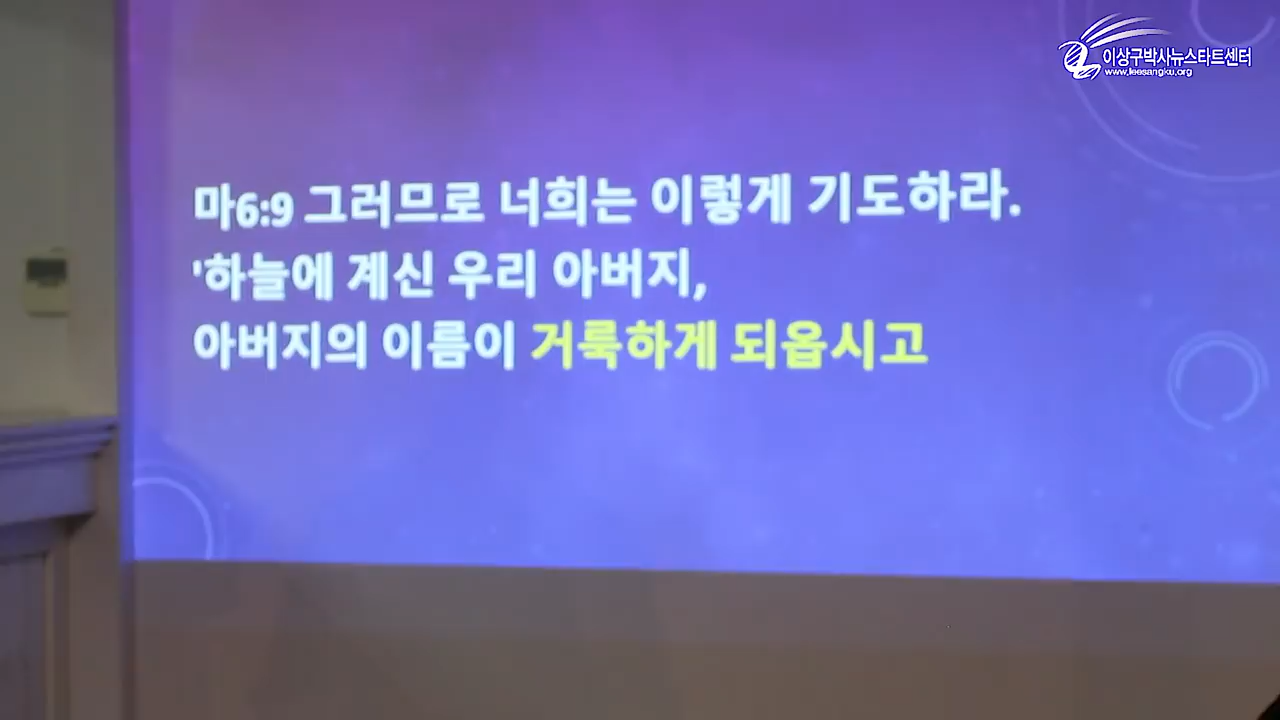 이상구박사뉴스타트센터
www.leesangku.org
마6:9 그러므로 너희는 이렇게 기도하라.
'하늘에 계신 우리 아버지,
아버지의 이름이 거룩하게 되옵시고